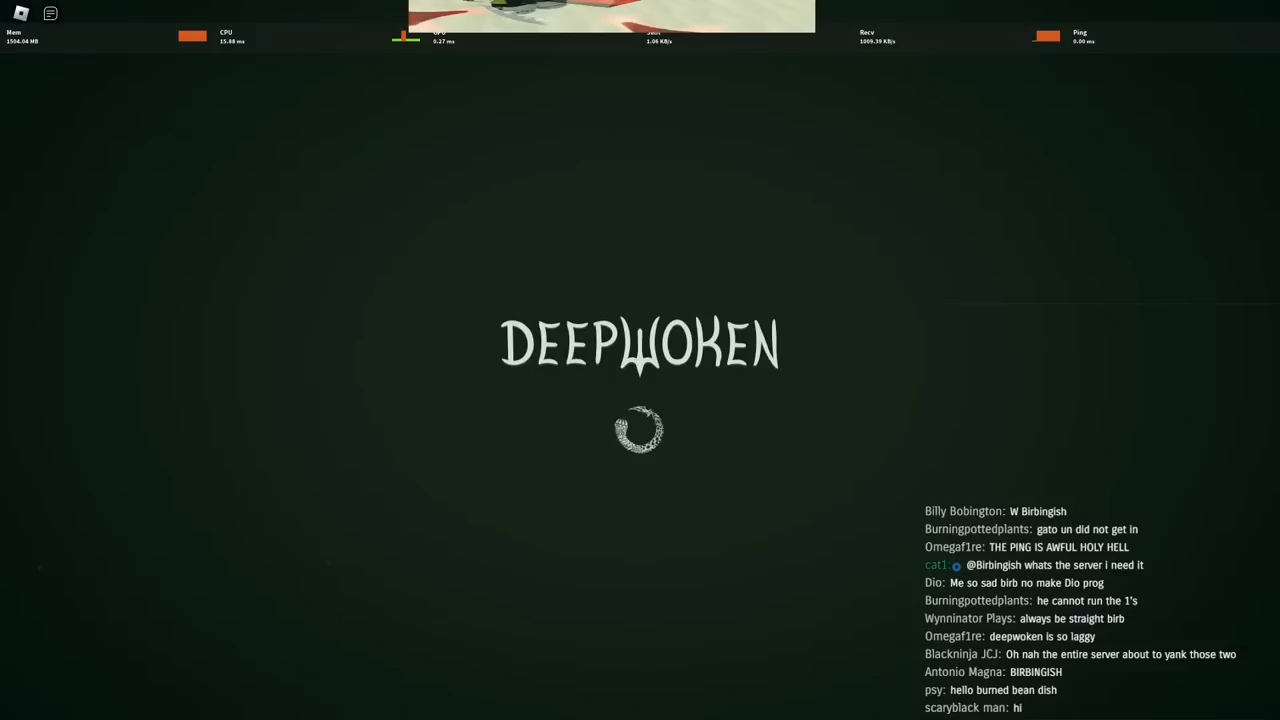 Mem
1504.04 MB
CPU
15.88 ms
0.27 ms
1.06 KB/s
Recv
1009.39 KB/s
Ping
0.00 ms
DEEPWOKEN
Billy Bobington: W Birbingish
Burningpottedplants: gato un did not get in
Omegaf1re: THE PING IS AWFUL HOLY HELL
cat1: @Birbingish whats the server i need it
Dio: Me so sad birb no make Dio prog
Burningpottedplants: he cannot run the 1's
Wynninator Plays: always be straight birb
Omegaf1re: deepwoken is so laggy
Blackninja JCJ: Oh nah the entire server about to yank those two
Antonio Magna: BIRBINGISH
psy: hello burned bean dish
scaryblack man: hi